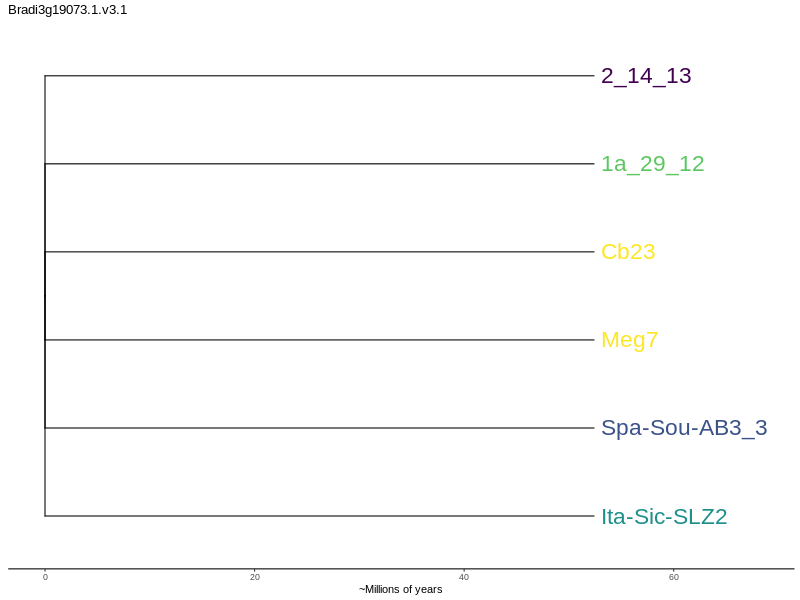 Bradi3g19073.1.v3.1
2_14_13
1a_29_12
Cb23
Meg7
Spa-Sou-AB3_3
Ita-Sic-SLZ2
0 20 40 60
~Millions of years